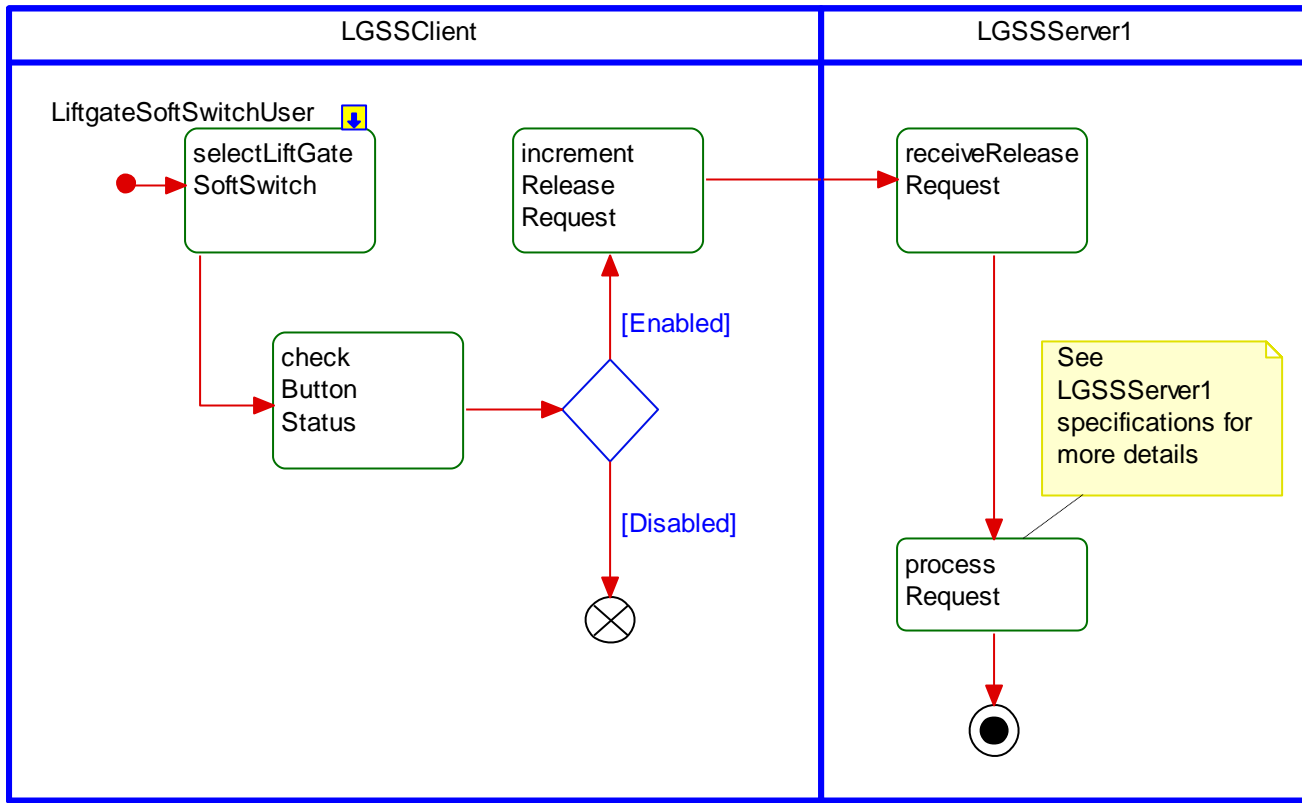 LGSSClient
LGSSServer1
LiftgateSoftSwitchUser
selectLiftGate
SoftSwitch
increment
Release
Request
receiveRelease
Request
[Enabled]
check
Button
Status
See
LGSSServer1
specifications for
more details
[Disabled]
process
Request